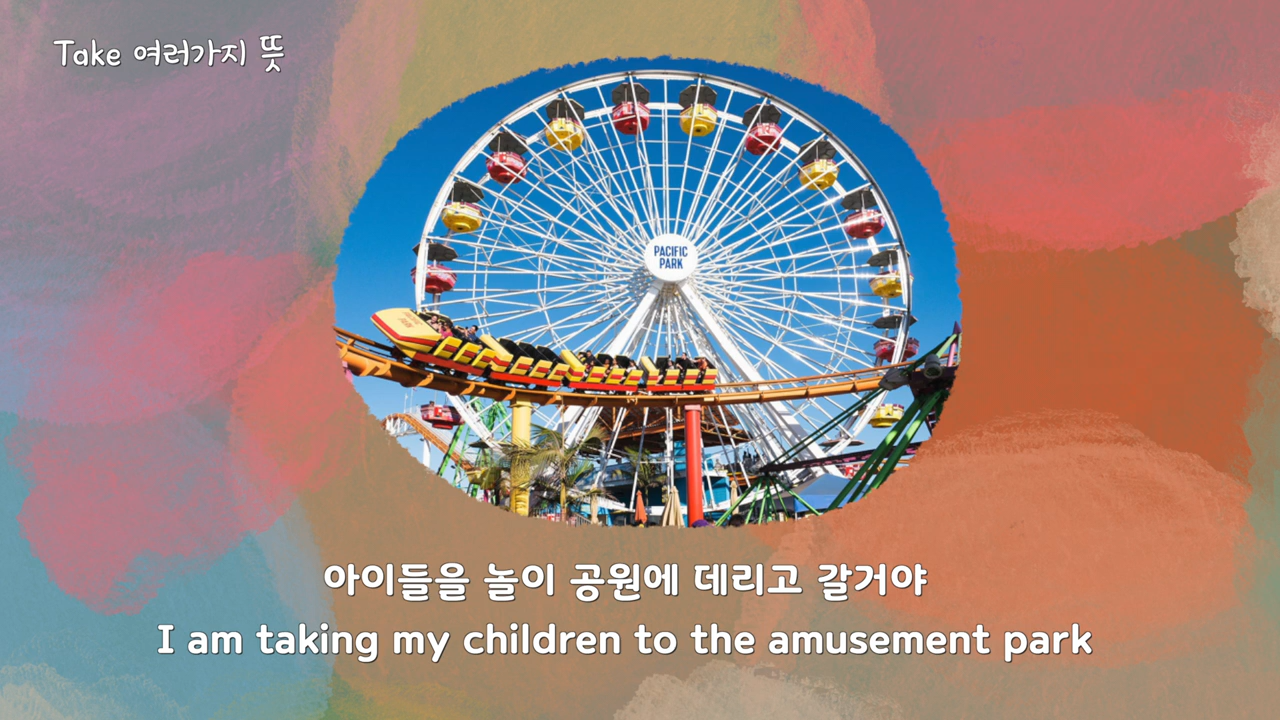 Take 여러가지 뜻
PACIFIC
PARK
아이들을 놀이 공원에 데리고 갈거야
I am taking my children to the amusement park